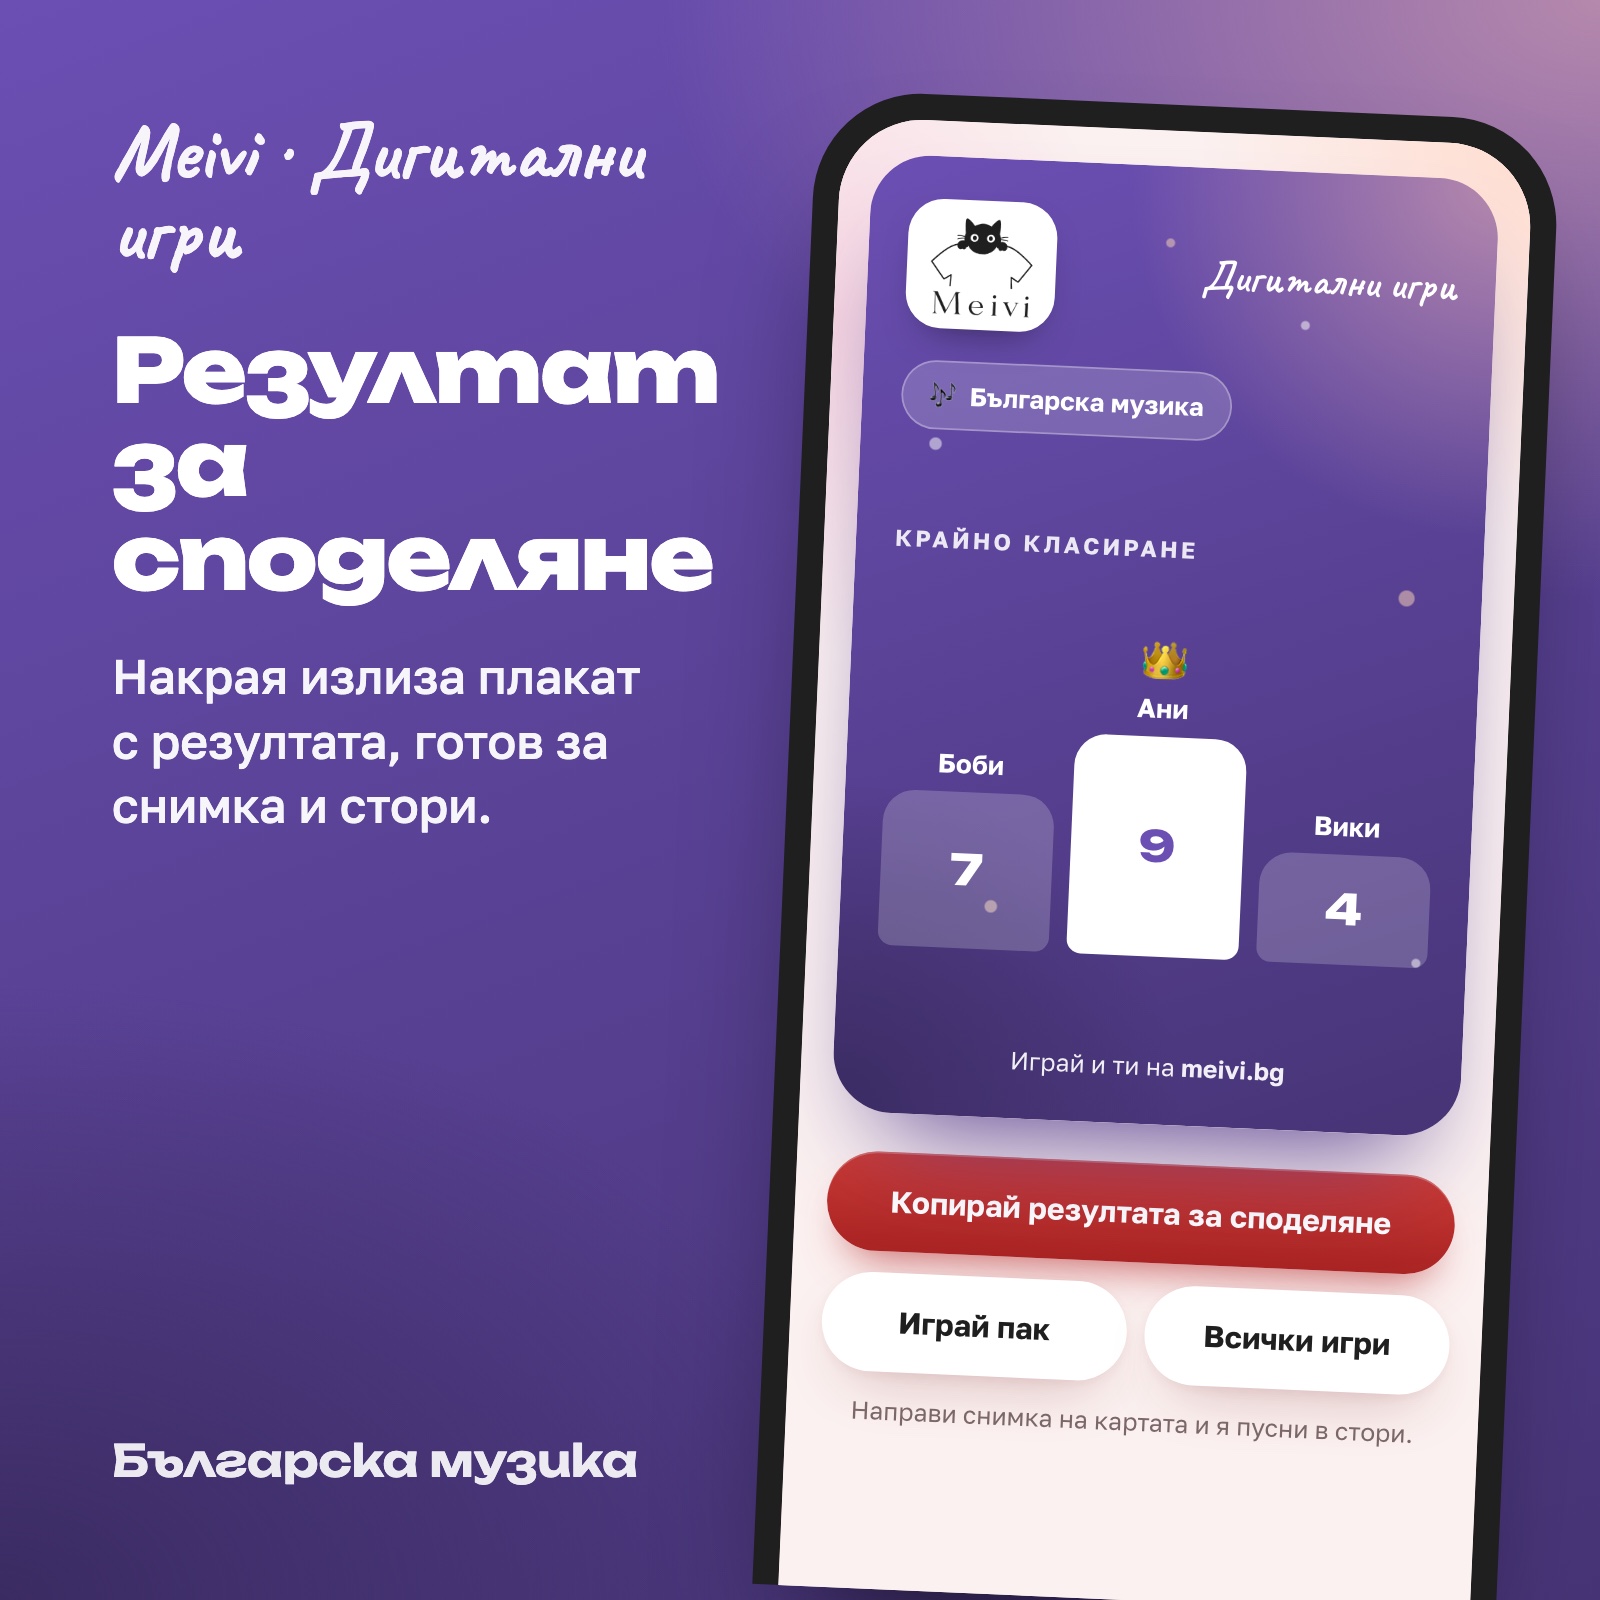 Meivi · Дигитални
игри
Резултат
за
споделяне
Накрая излиза плакат
с резултата, готов за
снимка и стори.
Българска музика
Meivi
Дигитални игри
Българска музика
КРАЙНО КЛАСИРАНЕ
Ани
Боби
Вики
7
9
4
Играй и ти на meivi.bg
Копирай резултата за споделяне
Играй пак
Всички игри
Направи снимка на картата и я пусни в стори.